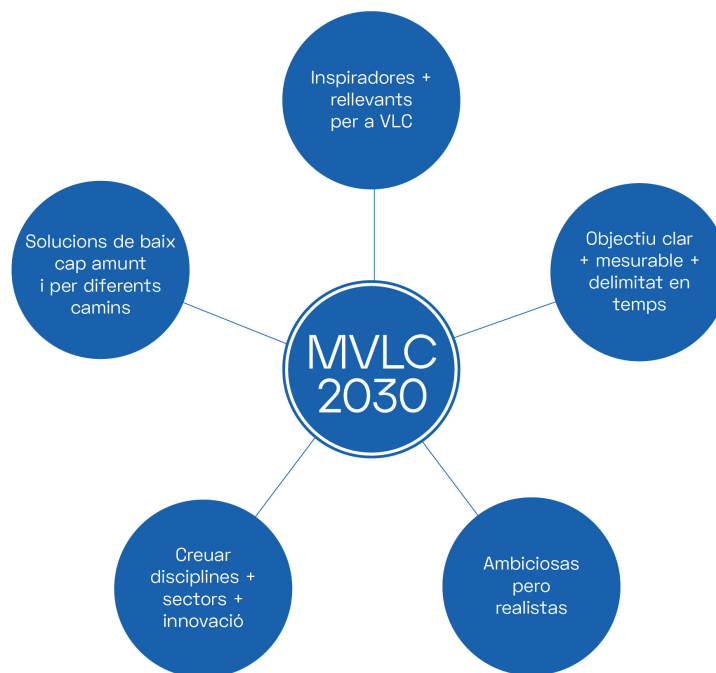 Inspiradores +
rellevants
per a VLC
Solucions de baix
cap amunt
i per diferents
camins
Objectiu clar
+ mesurable +
delimitat en
temps
MVLC
2030
Creuar
disciplines +
sectors +
innovació
Ambiciosas
pero
realistas